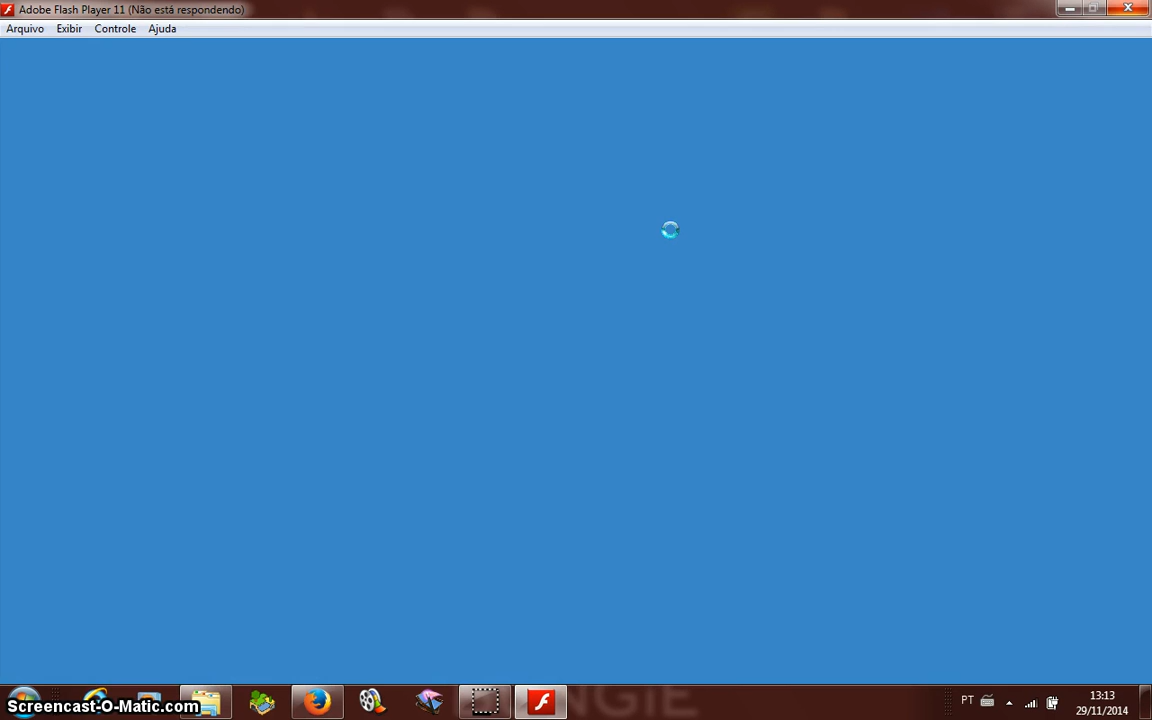 Adobe Flash Player 11 (Não está respondendo)
Arquivo Exibir Controle Ajuda
Screencast-O-Matic.com
PT
13:13
29/11/2014